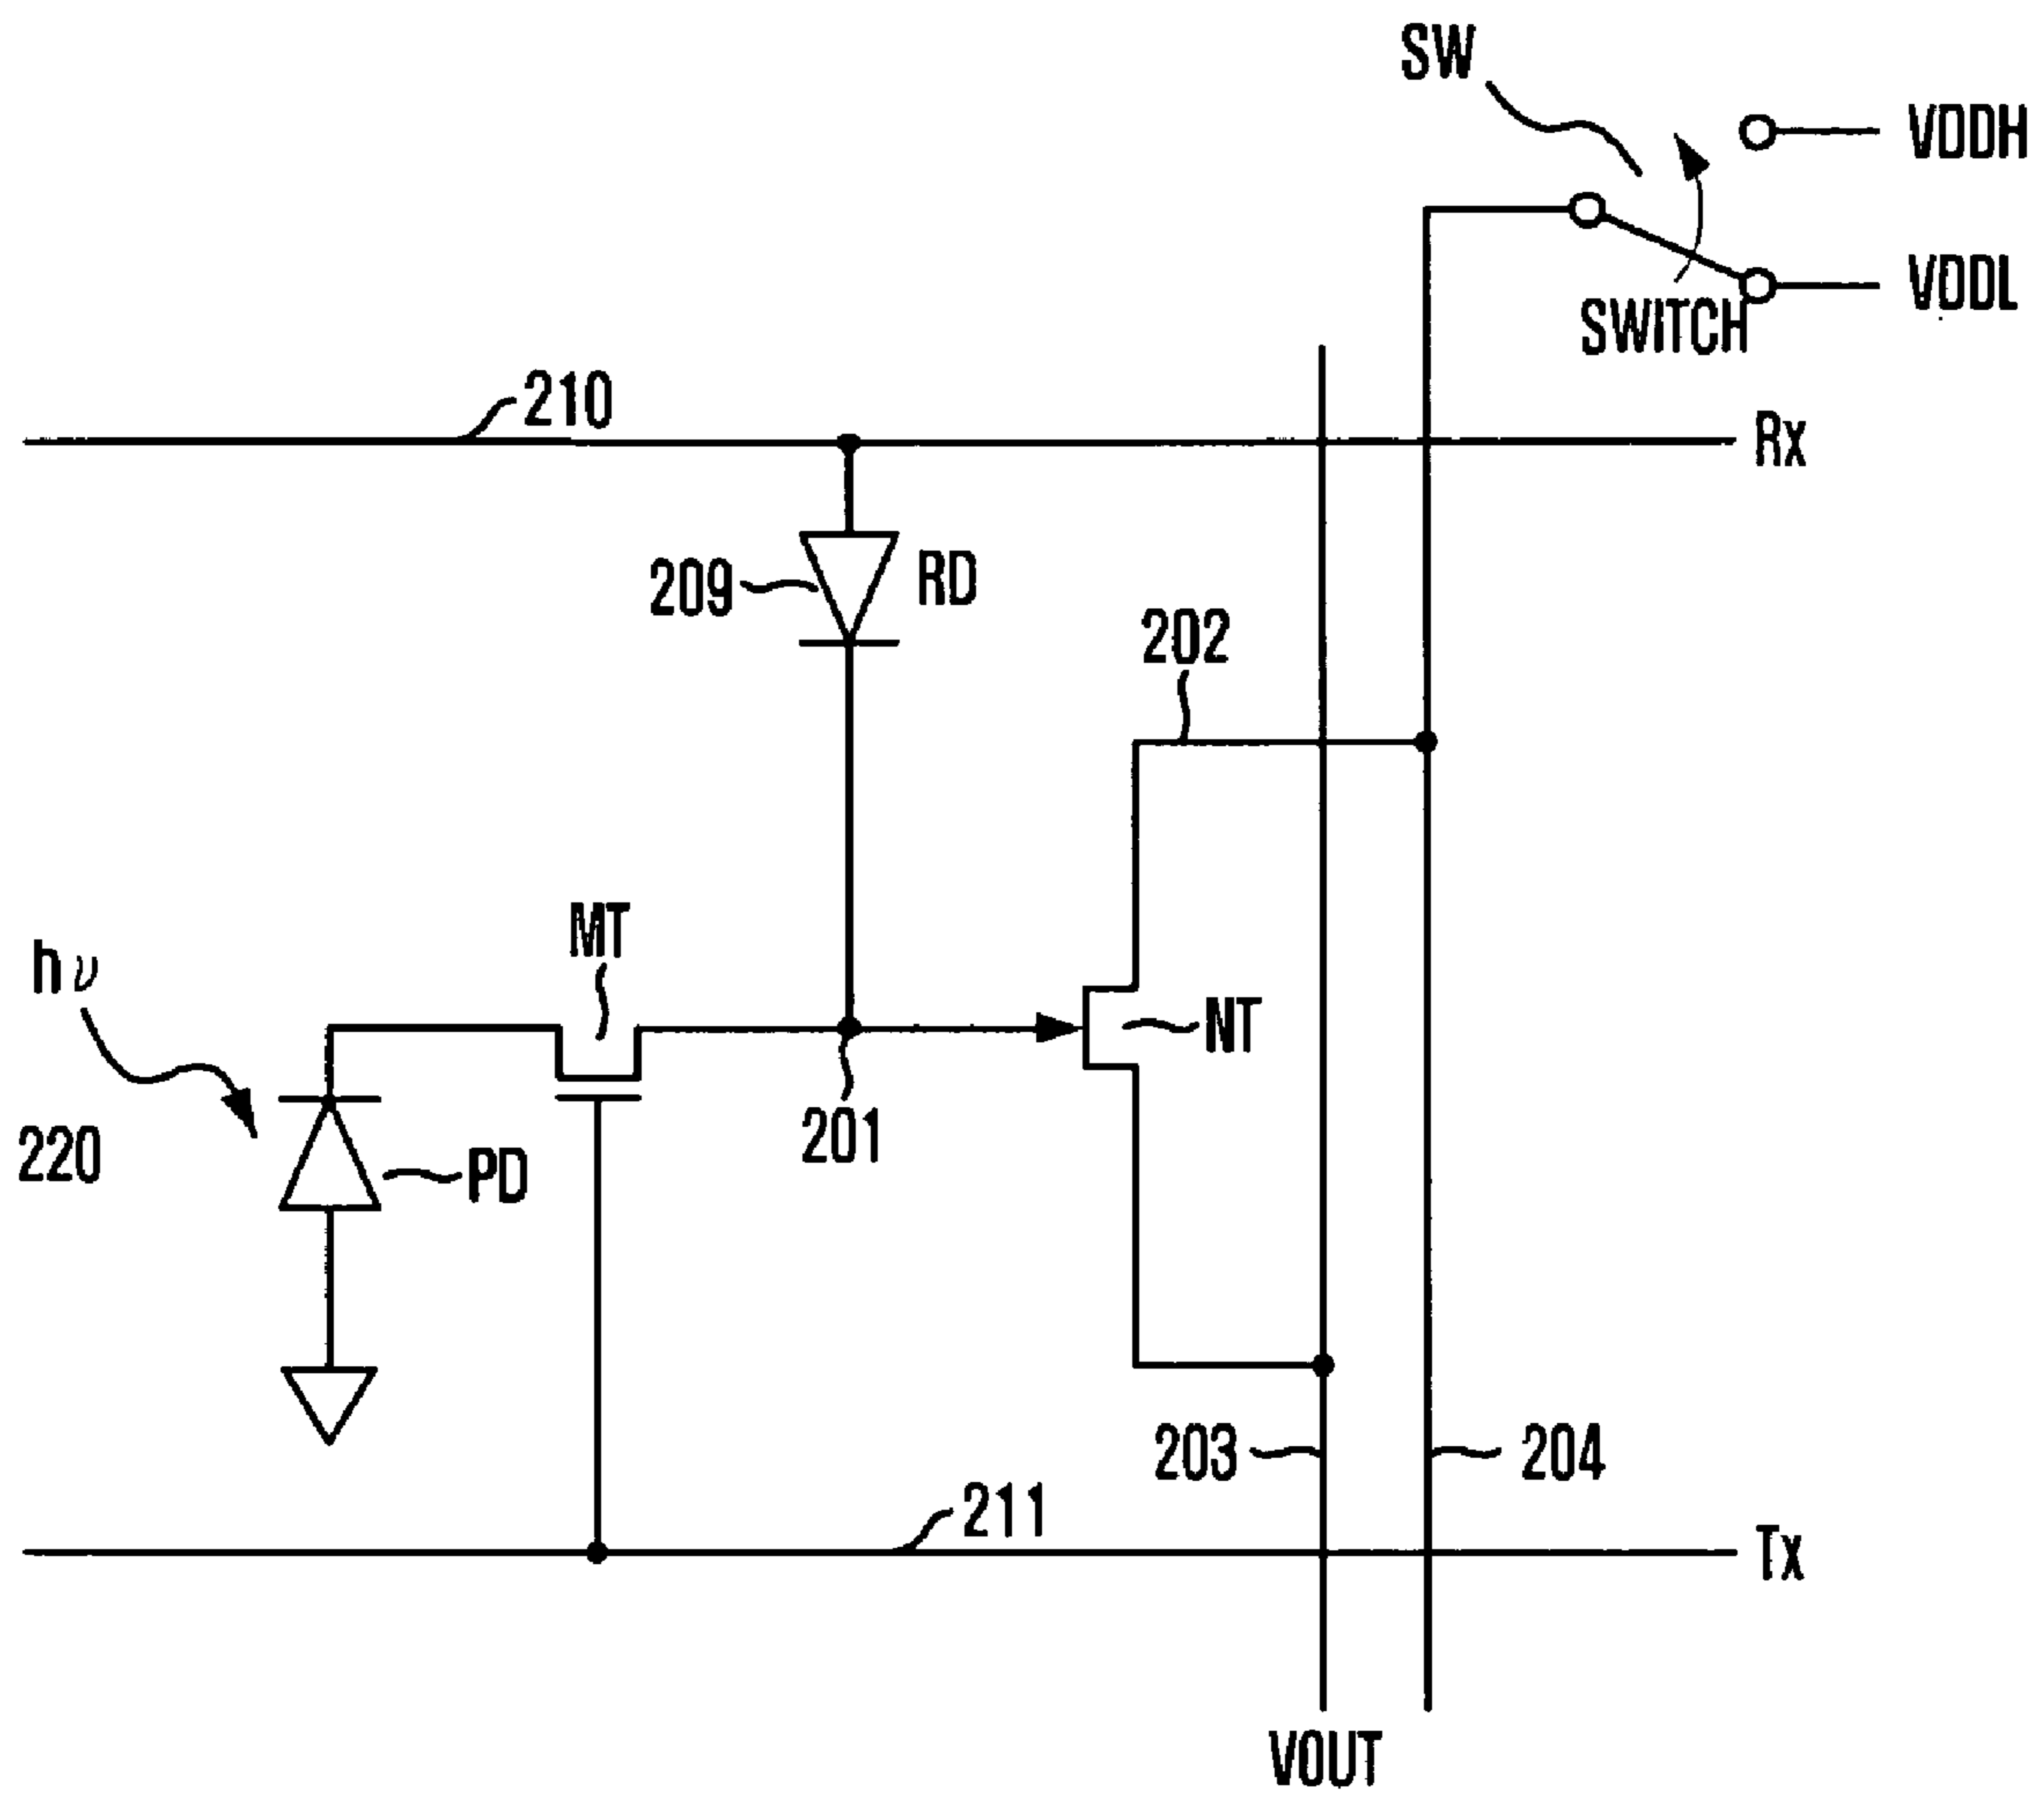 SW
VDDH
VDDL
SWITCH
210
Rx
209
RD
202
MT
hν
NT
201
220
PD
203
204
211
Tx
VOUT